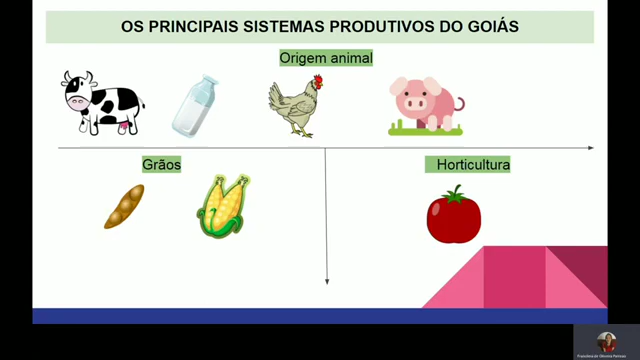 OS PRINCIPAIS SISTEMAS PRODUTIVOS DO GOIÁS
Origem animal
Grãos
Horticultura